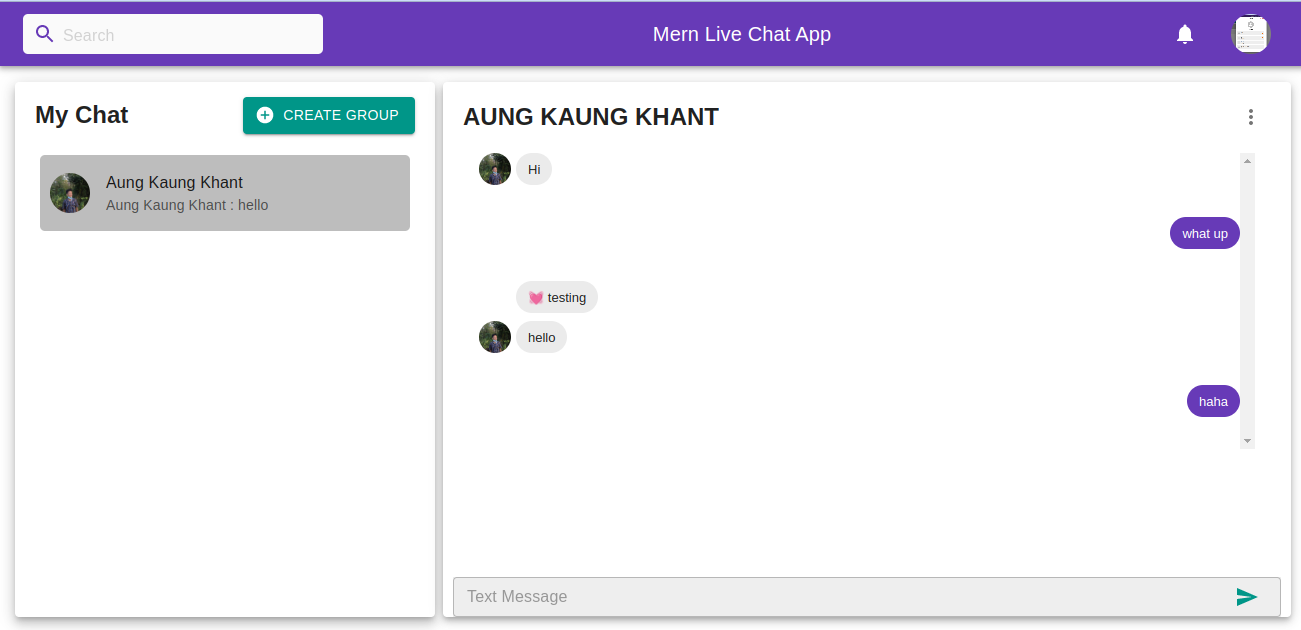 Search
Mern Live Chat App
My Chat
CREATE GROUP
Aung Kaung Khant
Aung Kaung Khant : hello
AUNG KAUNG KHANT
Hi
what up
💓 testing
hello
haha
Text Message